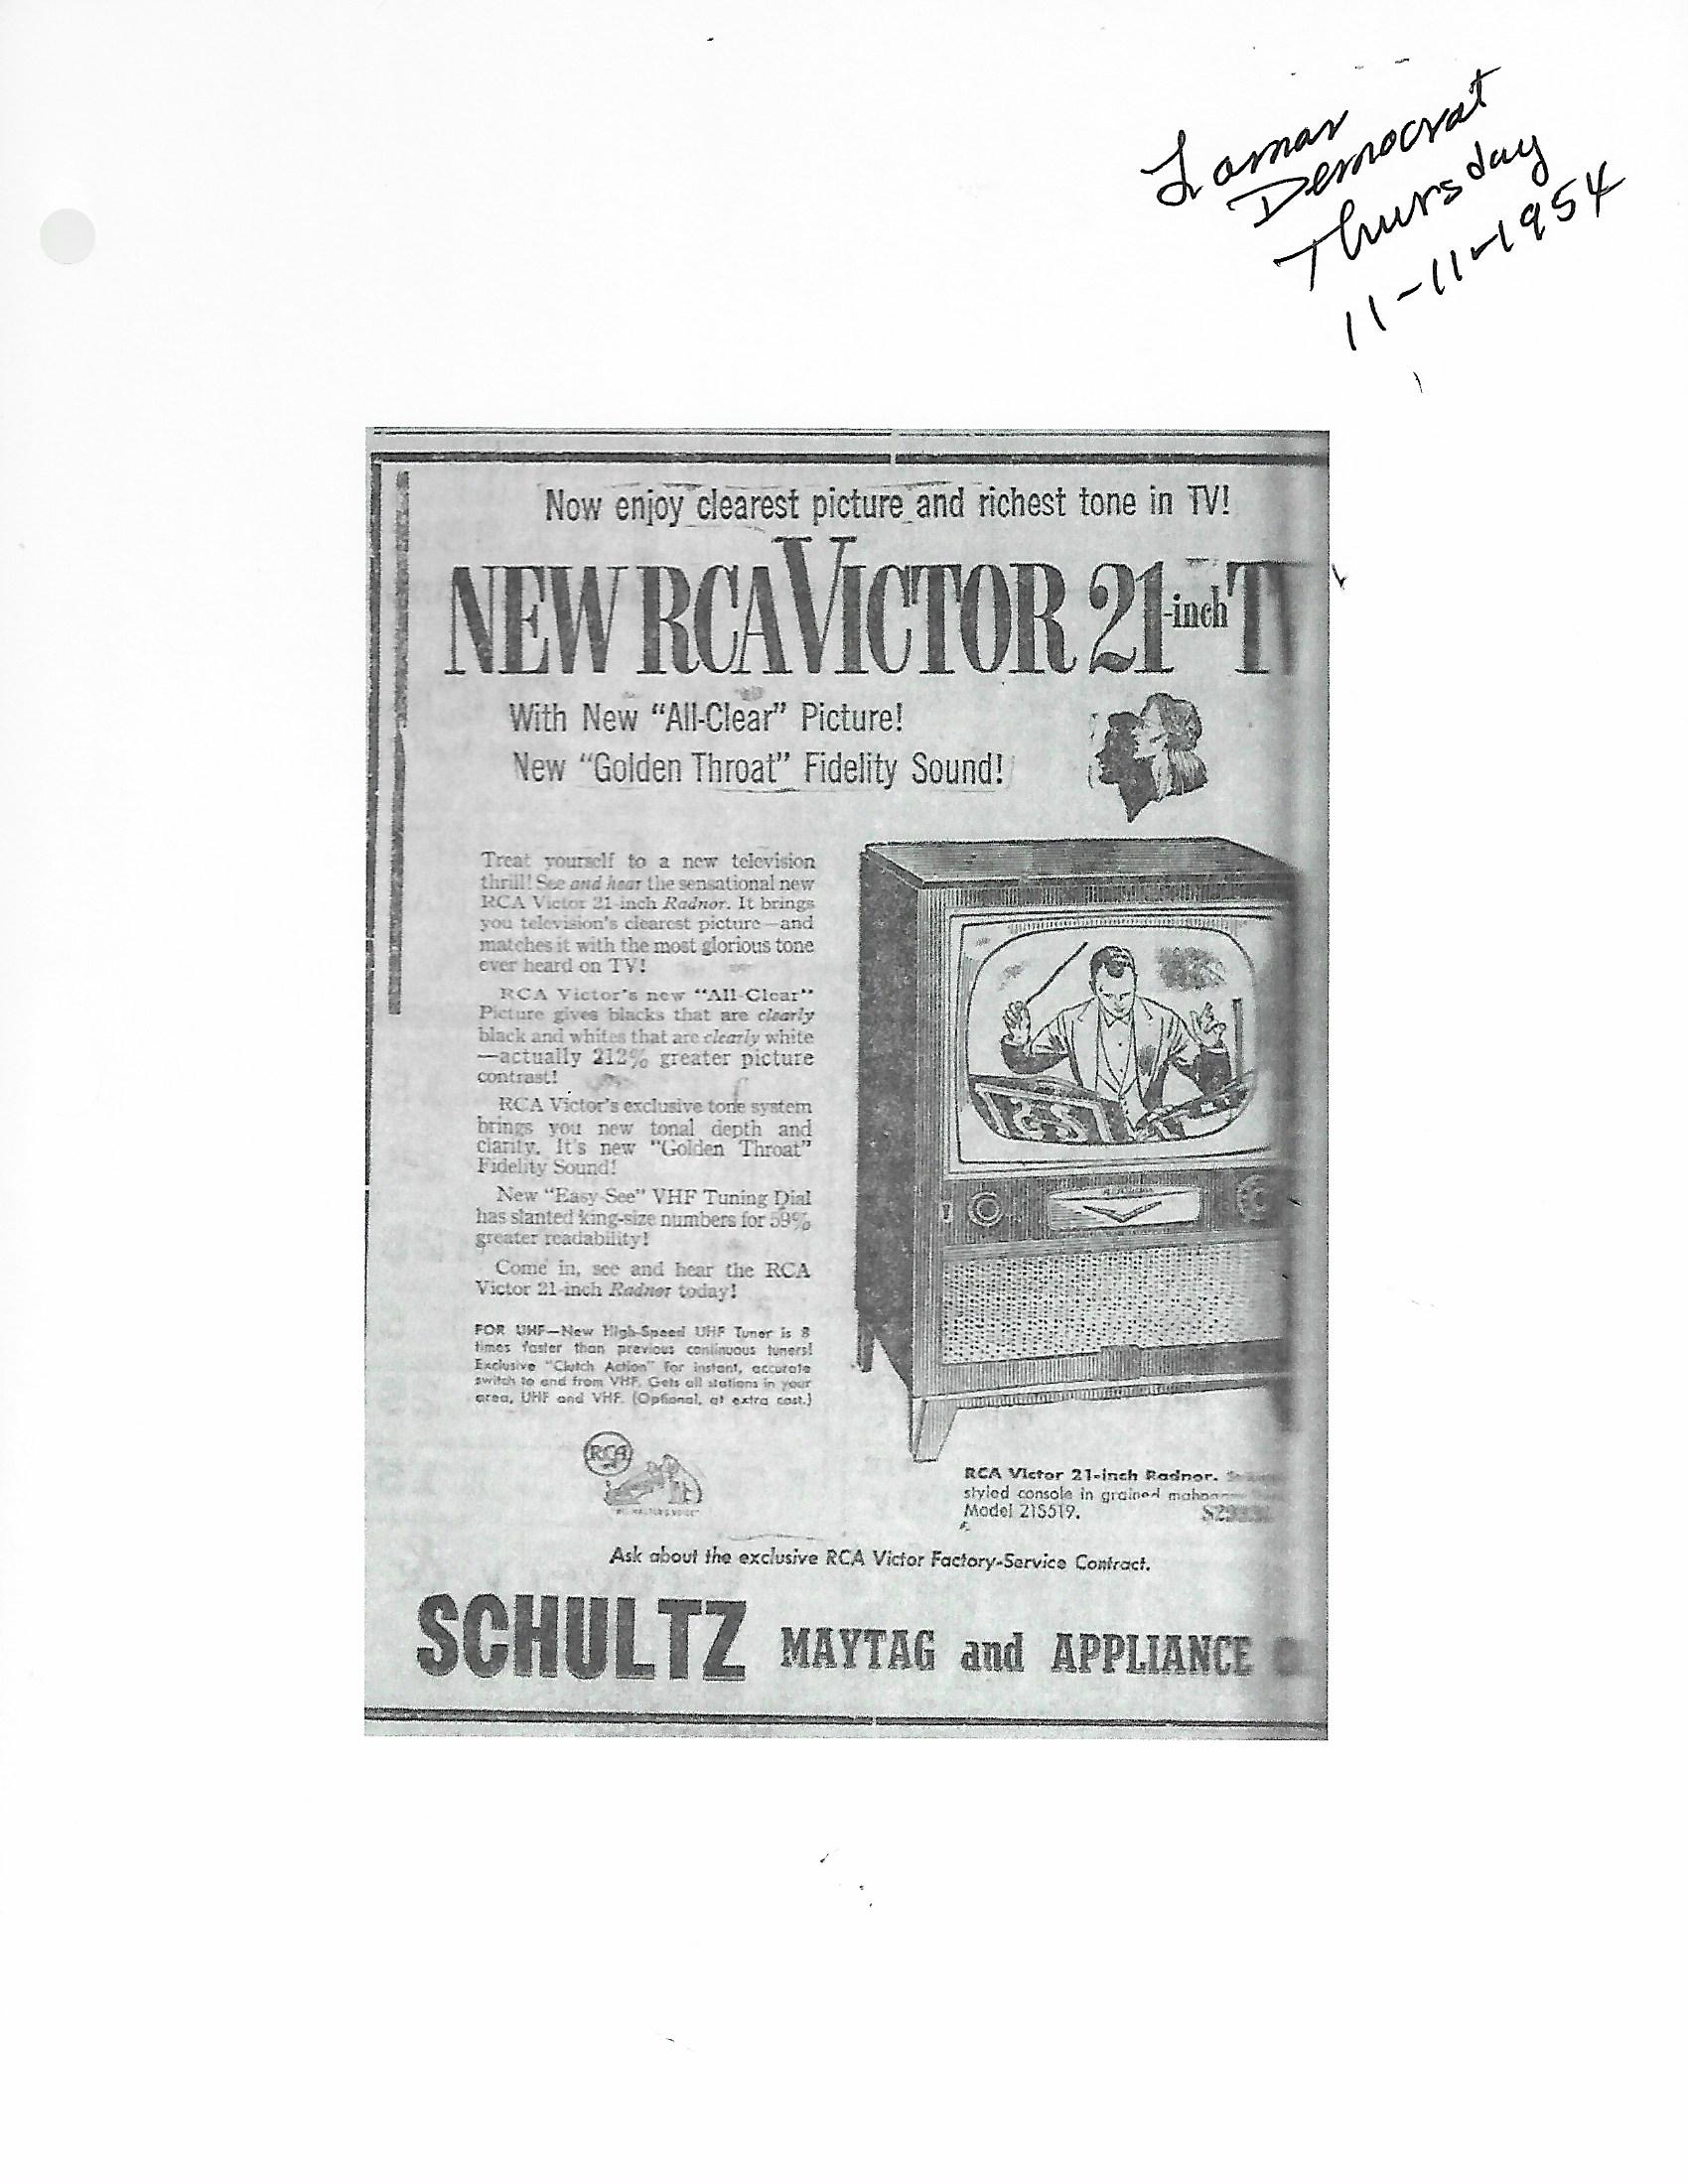 Lamar
Democrat
Thursday
11-11-1954
Now enjoy clearest picture and richest tone in TV!
NEW RCA VICTOR 21-inch T
With New "All-Clear" Picture!
New "Golden Throat" Fidelity Sound!
Treat yourself to a new television
thrill! See and hear the sensational new
RCA Victor 21-inch Radnor. It brings
you television's clearest picture—and
matches it with the most glorious tone
ever heard on TV!
RCA Victor's new "All-Clear"
Picture gives blacks that are clearly
black and whites that are clearly white
—actually 212% greater picture
contrast!
RCA Victor's exclusive tone system
brings you new tonal depth and
clarity. It's new "Golden Throat"
Fidelity Sound!
New "Easy-See" VHF Tuning Dial
has slanted king-size numbers for 59%
greater readability!
Come in, see and hear the RCA
Victor 21-inch Radnor today!
FOR UHF—New High-Speed UHF Tuner is 8
times faster than previous continuous tuners!
Exclusive "Clutch Action" for instant, accurate
switch to and from VHF. Gets all stations in your
area, UHF and VHF. (Optional, at extra cost.)
RCA
"HIS MASTER'S VOICE"
RCA Victor 21-inch Radnor.
styled console in grained
Model 21S519.
Ask about the exclusive RCA Victor Factory-Service Contract.
SCHULTZ MAYTAG and APPLIANCE